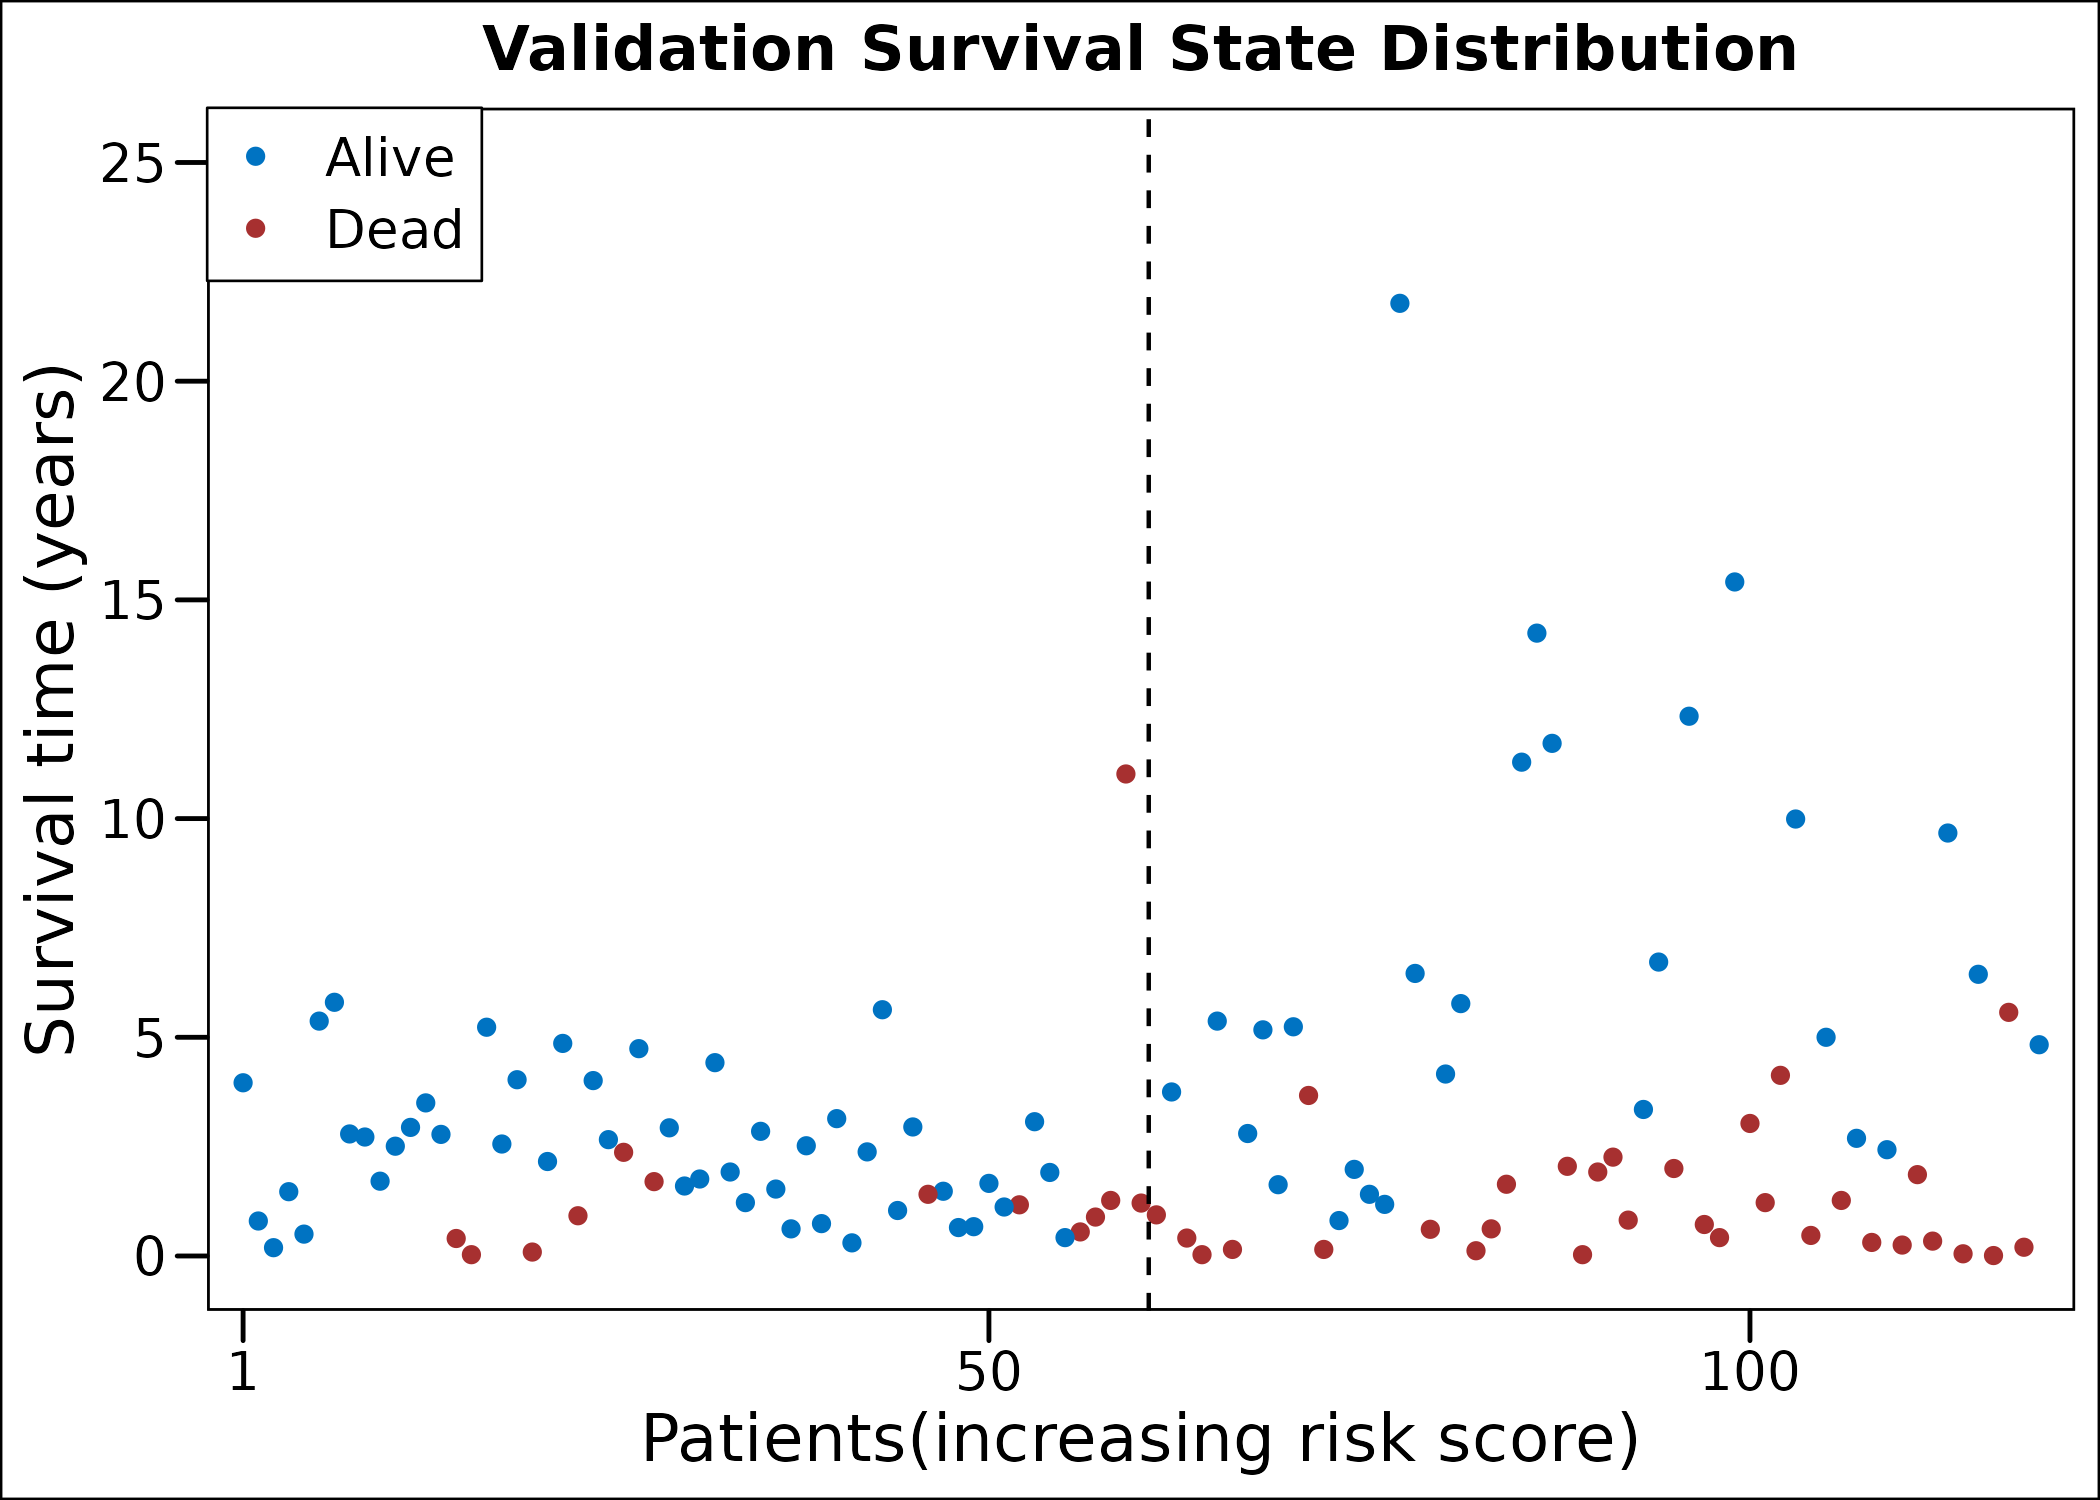 Validation Survival State Distribution
Alive
Dead
25
20
15
10
5
0
Survival time (years)
1
50
100
Patients(increasing risk score)